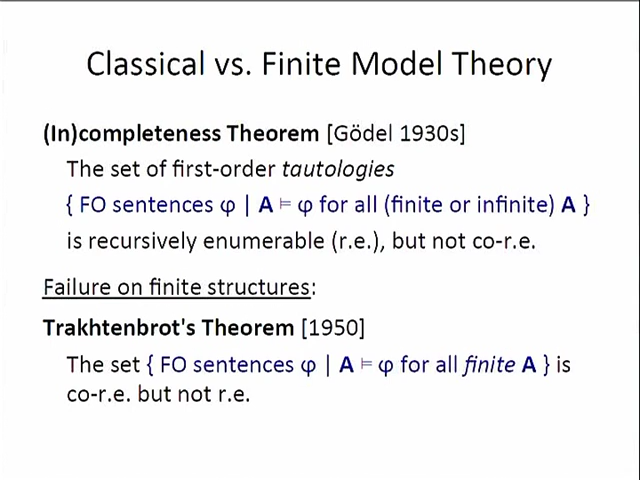 Classical vs. Finite Model Theory
(In)completeness Theorem [Gödel 1930s]
The set of first-order tautologies
{ FO sentences φ | A ⊨ φ for all (finite or infinite) A }
is recursively enumerable (r.e.), but not co-r.e.
Failure on finite structures:
Trakhtenbrot's Theorem [1950]
The set { FO sentences φ | A ⊨ φ for all finite A } is
co-r.e. but not r.e.